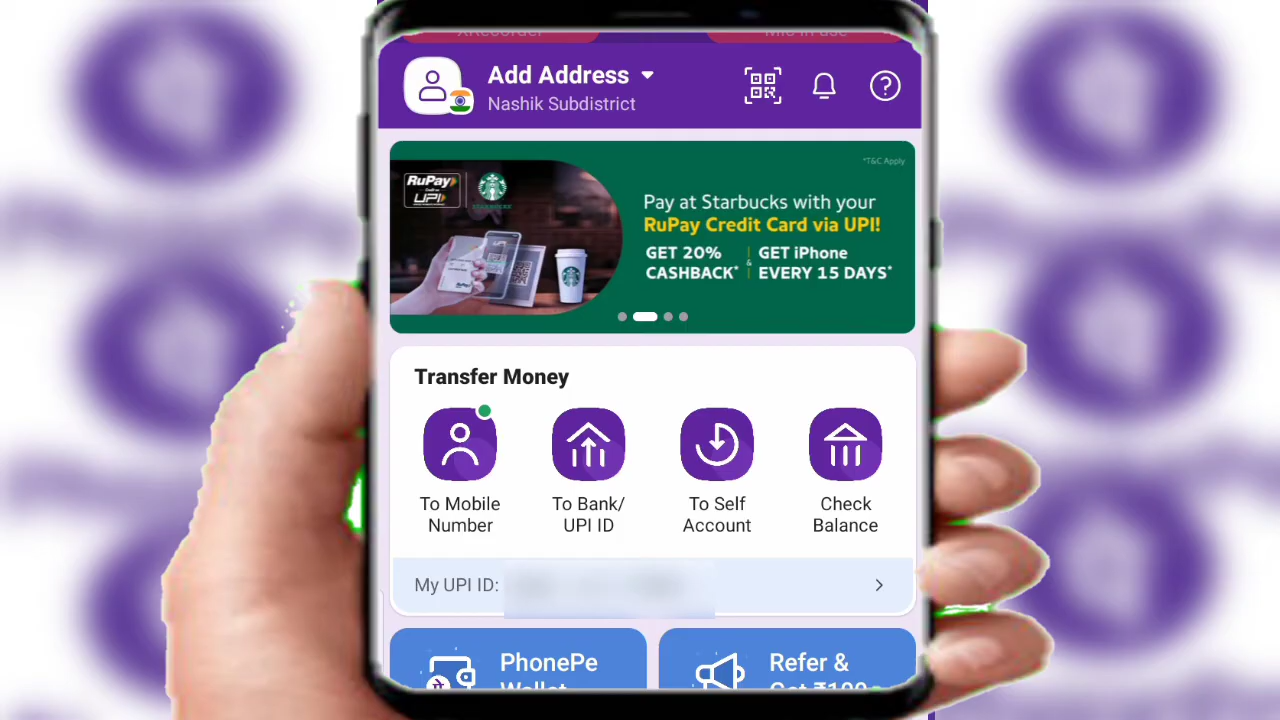 XRecorder
Add Address
Nashik Subdistrict
*T&C Apply
RuPay
UPI
Pay at Starbucks with your
RuPay Credit Card via UPI!
GET 20%
CASHBACK*
&
GET iPhone
EVERY 15 DAYS*
Transfer Money
To Mobile
Number
To Bank/
UPI ID
To Self
Account
Check
Balance
My UPI ID:
PhonePe
Wallet
Refer &
Get ₹100